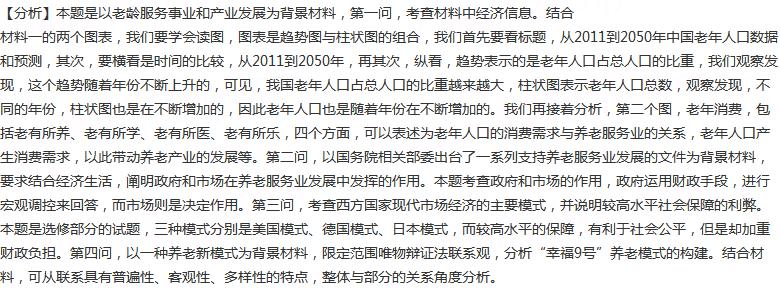 【分析】本题是以老龄服务事业和产业发展为背景材料，第一问，考查材料中经济信息。结合
材料一的两个图表，我们要学会读图，图表是趋势图与柱状图的组合，我们首先要看标题，从2011到2050年中国老年人口数据
和预测，其次，要横看是时间的比较，从2011到2050年，再其次，纵看，趋势表示的是老年人口占总人口的比重，我们观察发
现，这个趋势随着年份不断上升的，可见，我国老年人口占总人口的比重越来越大，柱状图表示老年人口总数，观察发现，不
同的年份，柱状图也是在不断增加的，因此老年人口也是随着年份在不断增加的。我们再接着分析，第二个图，老年消费，包
括老有所养、老有所学、老有所医、老有所乐，四个方面，可以表述为老年人口的消费需求与养老服务业的关系，老年人口产
生消费需求，以此带动养老产业的发展等。第二问，以国务院相关部委出台了一系列支持养老服务业发展的文件为背景材料，
要求结合经济生活，阐明政府和市场在养老服务业发展中发挥的作用。本题考查政府和市场的作用，政府运用财政手段，进行
宏观调控来回答，而市场则是决定作用。第三问，考查西方国家现代市场经济的主要模式，并说明较高水平社会保障的利弊。
本题是选修部分的试题，三种模式分别是美国模式、德国模式、日本模式，而较高水平的保障，有利于社会公平，但是却加重
财政负担。第四问，以一种养老新模式为背景材料，限定范围唯物辩证法联系观，分析“幸福9号”养老模式的构建。结合材
料，可从联系具有普遍性、客观性、多样性的特点，整体与部分的关系角度分析。